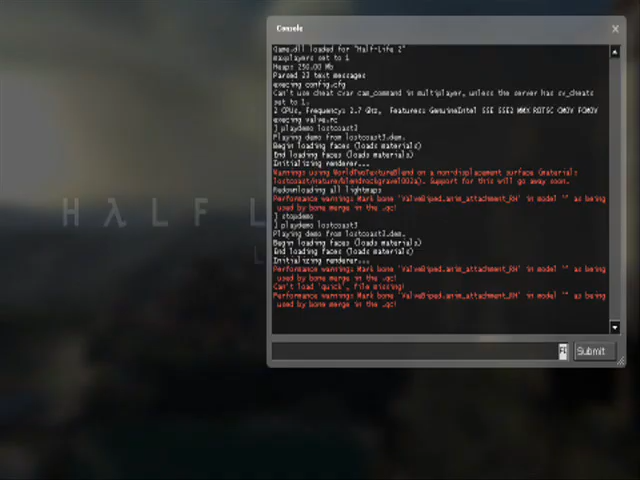 Console
Game.dll loaded for "Half-Life 2"
maxplayers set to 1
Heap: 250.00 Mb
Parsed 23 text messages
execing config.cfg
Can't use cheat cvar cam_command in multiplayer, unless the server has sv_cheats
set to 1.
2 CPUs, Frequency: 2.7 Ghz, Features: GenuineIntel SSE SSE2 MMX RDTSC CMOV FCMOV
execing valve.rc
] playdemo lostcoast3
Playing demo from lostcoast3.dem.
Begin loading faces (loads materials)
End loading faces (loads materials)
Initializing renderer...
Warning: using WorldTwoTextureBlend on a non-displacement surface (material:
Support for this will go away soon.
Redownloading all lightmaps
Performance warning: Mark bone 'ValveBiped.anim_attachment_RH' in model '' as being
used by bone merge in the .qc!
] stopdemo
] playdemo lostcoast3
Playing demo from lostcoast3.dem.
Begin loading faces (loads materials)
End loading faces (loads materials)
Initializing renderer...
Performance warning: Mark bone 'ValveBiped.anim_attachment_RH' in model '' as being
used by bone merge in the .qc!
Can't load 'quick', file missing!
Performance warning: Mark bone 'ValveBiped.anim_attachment_RH' in model '' as being
used by bone merge in the .qc!
HλLF L
L
Submit